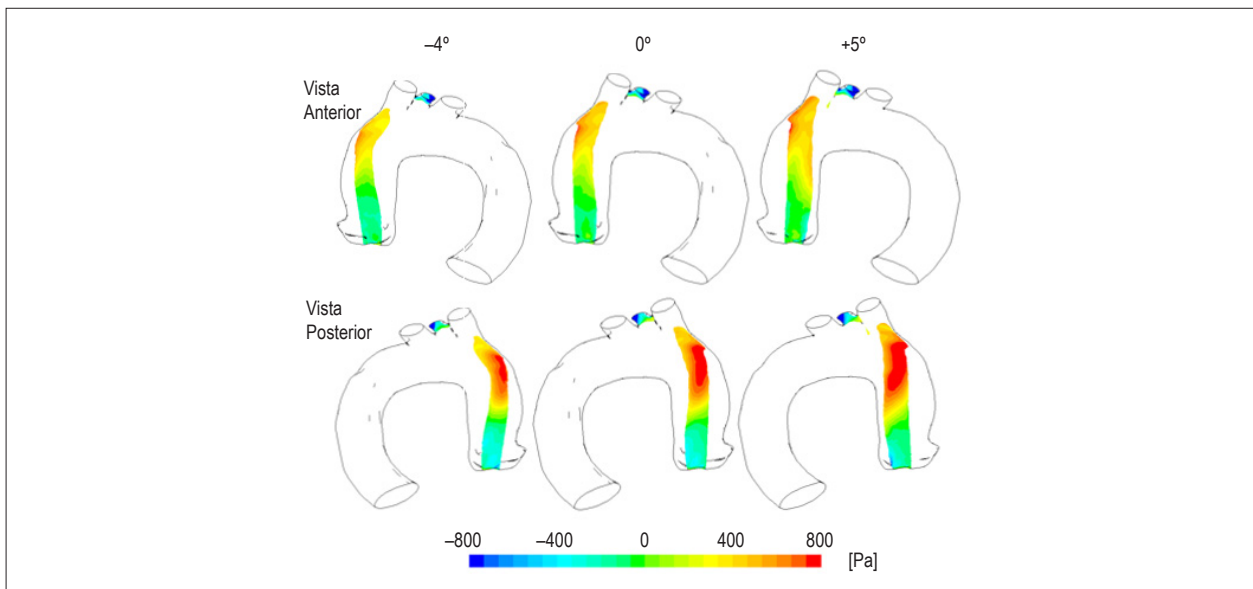 –4º 0º +5º
Vista
Anterior
Vista
Posterior
–800 –400 0 400 800
[Pa]